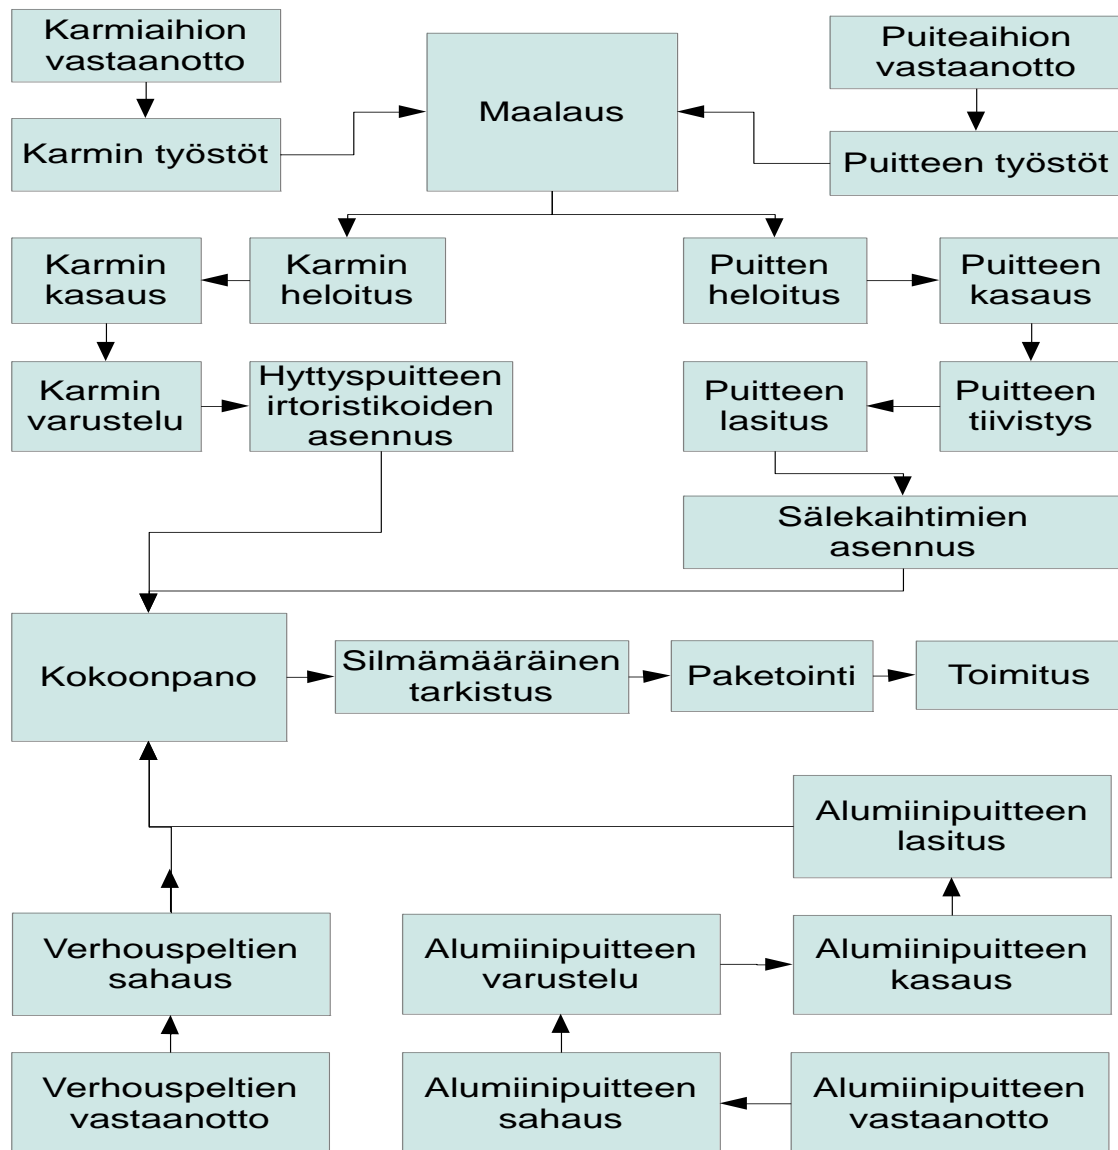 Karmiaihion
vastaanotto
Puiteaihion
vastaanotto
Maalaus
Karmin työstöt
Puitteen työstöt
Karmin
kasaus
Karmin
heloitus
Puitten
heloitus
Puitteen
kasaus
Karmin
varustelu
Hyttyspuitteen
irtoristikoiden
asennus
Puitteen
lasitus
Puitteen
tiivistys
Sälekaihtimien
asennus
Kokoonpano
Silmämääräinen
tarkistus
Paketointi
Toimitus
Alumiinipuitteen
lasitus
Verhouspeltien
sahaus
Alumiinipuitteen
varustelu
Alumiinipuitteen
kasaus
Verhouspeltien
vastaanotto
Alumiinipuitteen
sahaus
Alumiinipuitteen
vastaanotto